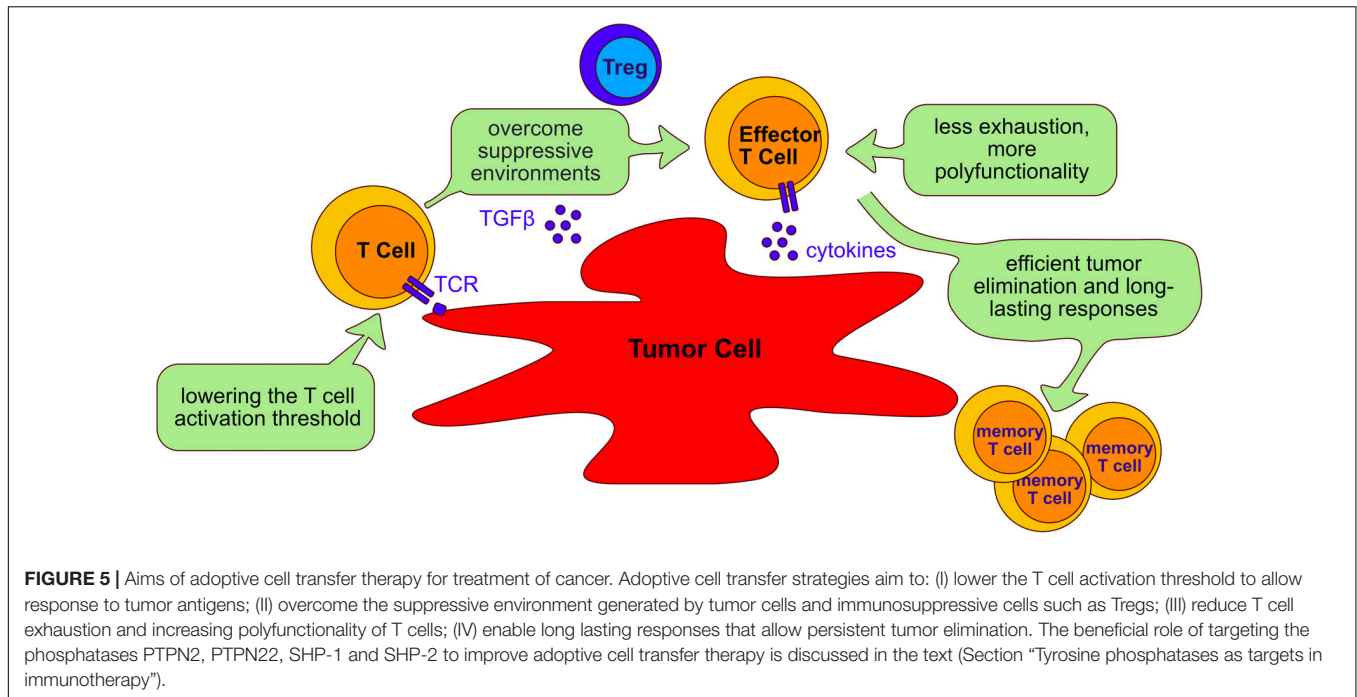 Treg
overcome
suppressive
environments
Effector
T Cell
less exhaustion,
more
polyfunctionality
TGFβ
cytokines
T Cell
TCR
efficient tumor
elimination and long-
lasting responses
Tumor Cell
lowering the T cell
activation threshold
memory
T cell
memory
T cell
memory
T cell
FIGURE 5 | Aims of adoptive cell transfer therapy for treatment of cancer. Adoptive cell transfer strategies aim to: (I) lower the T cell activation threshold to allow
response to tumor antigens; (II) overcome the suppressive environment generated by tumor cells and immunosuppressive cells such as Tregs; (III) reduce T cell
exhaustion and increasing polyfunctionality of T cells; (IV) enable long lasting responses that allow persistent tumor elimination. The beneficial role of targeting the
phosphatases PTPN2, PTPN22, SHP-1 and SHP-2 to improve adoptive cell transfer therapy is discussed in the text (Section “Tyrosine phosphatases as targets in
immunotherapy”).